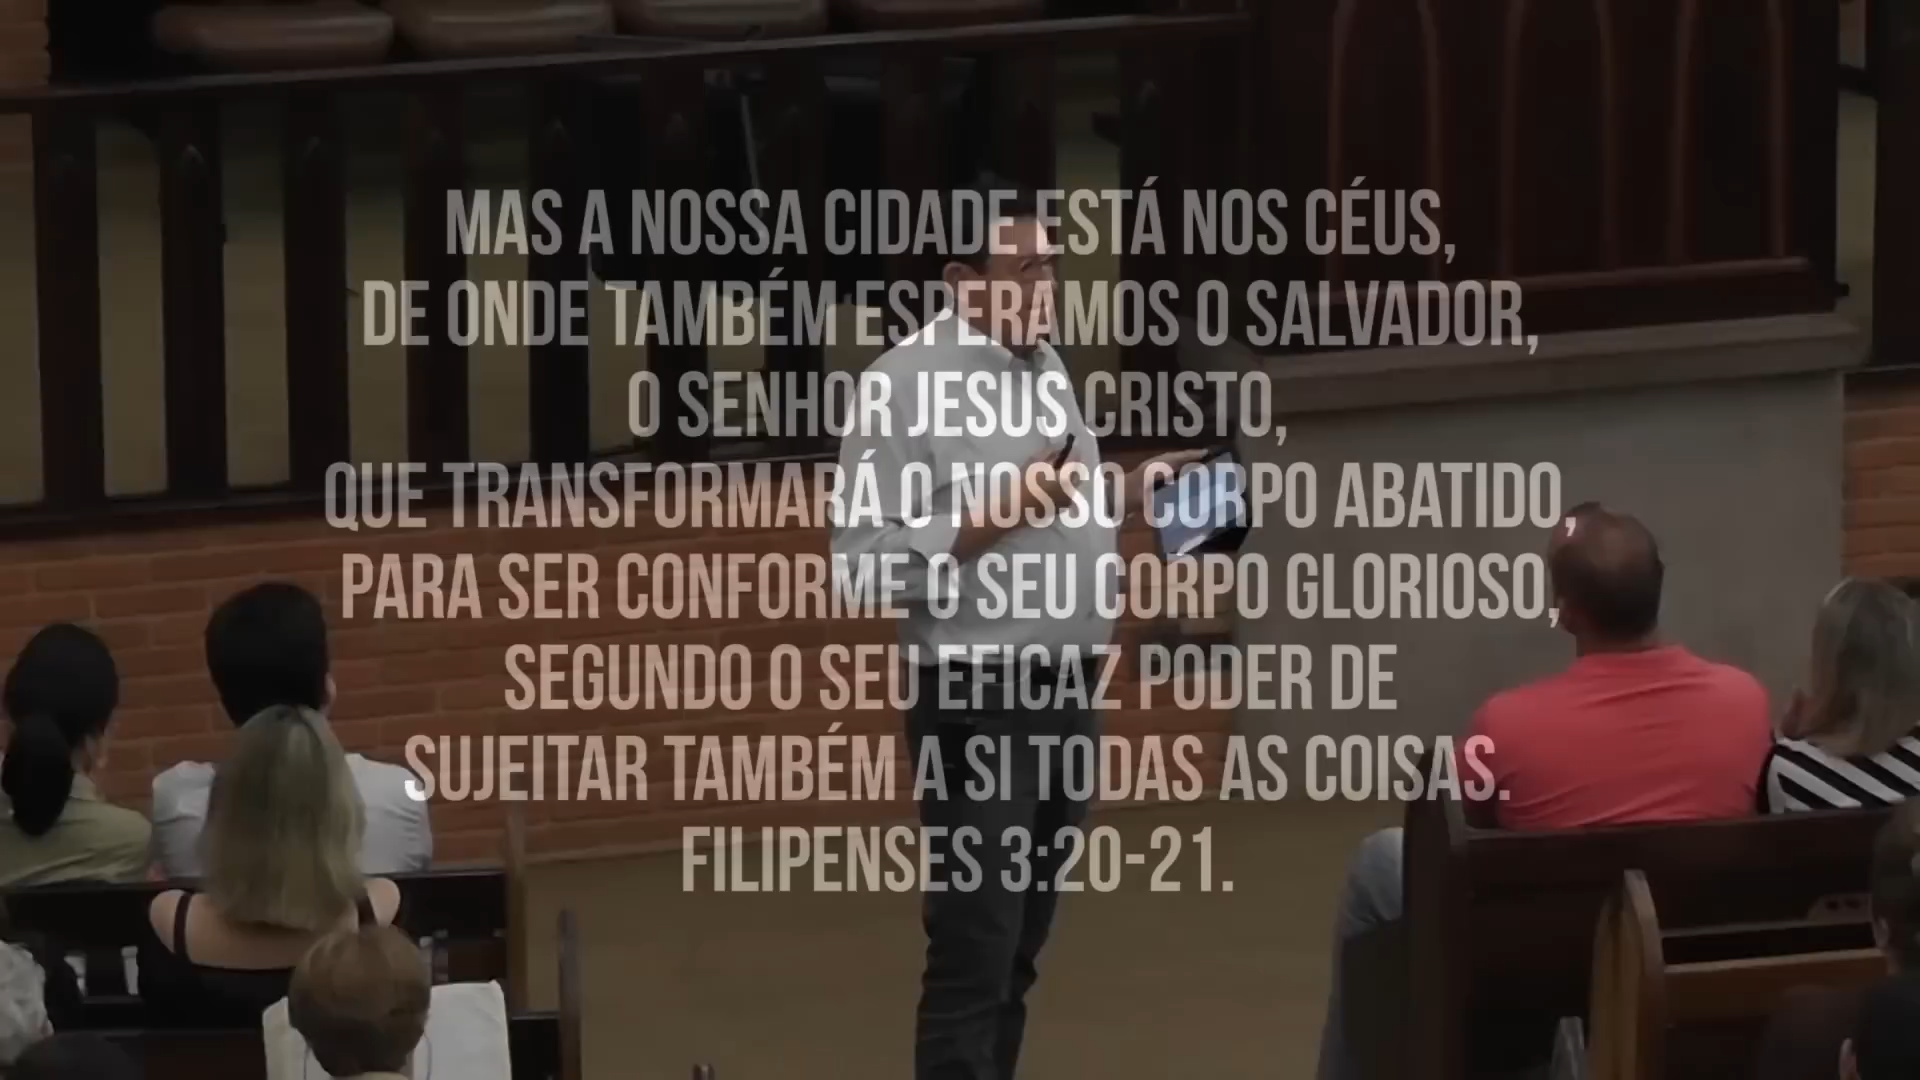 MAS A NOSSA CIDADE ESTÁ NOS CÉUS,
DE ONDE TAMBÉM ESPERAMOS O SALVADOR,
O SENHOR JESUS CRISTO,
QUE TRANSFORMARÁ O NOSSO CORPO ABATIDO,
PARA SER CONFORME O SEU CORPO GLORIOSO,
SEGUNDO O SEU EFICAZ PODER DE
SUJEITAR TAMBÉM A SI TODAS AS COISAS.
FILIPENSES 3:20-21.